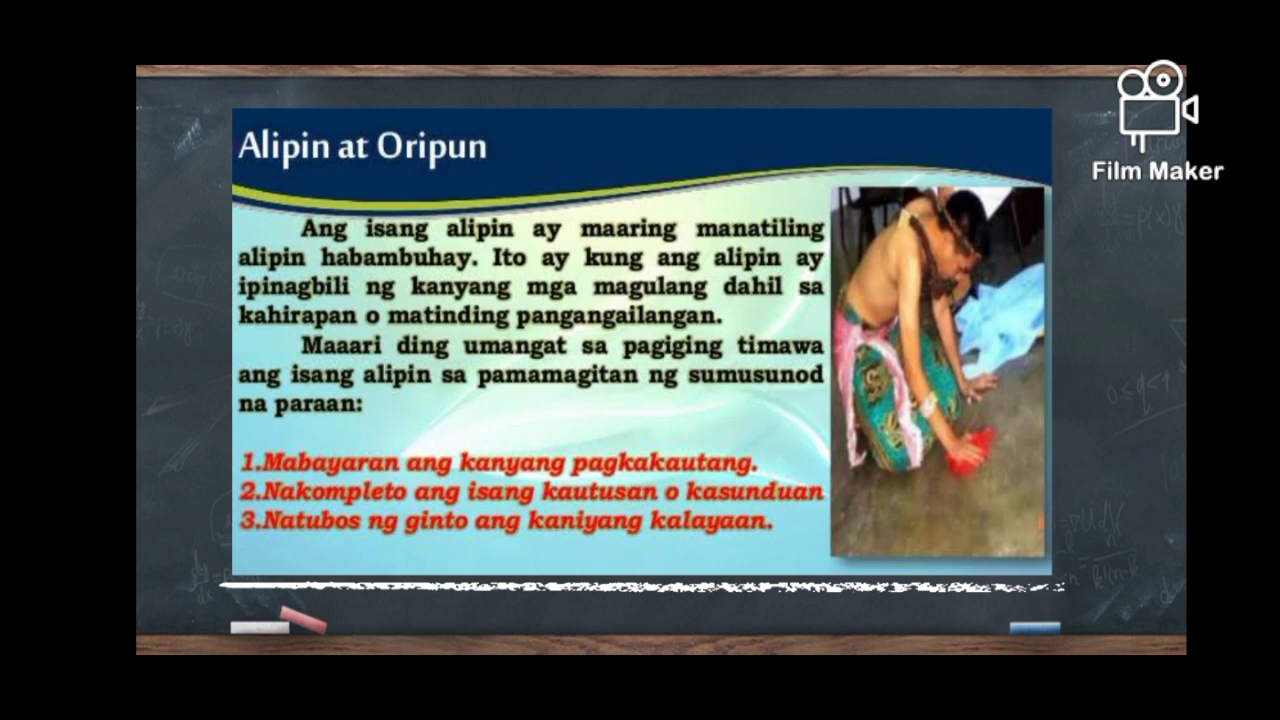 Film Maker
Alipin at Oripun
Ang isang alipin ay maaring manatiling
alipin habambuhay. Ito ay kung ang alipin ay
ipinagbili ng kanyang mga magulang dahil sa
kahirapan o matinding pangangailangan.
Maaari ding umangat sa pagiging timawa
ang isang alipin sa pamamagitan ng sumusunod
na paraan:
1.Mabayaran ang kanyang pagkakautang.
2.Nakompleto ang isang kautusan o kasunduan
3.Natubos ng ginto ang kaniyang kalayaan.